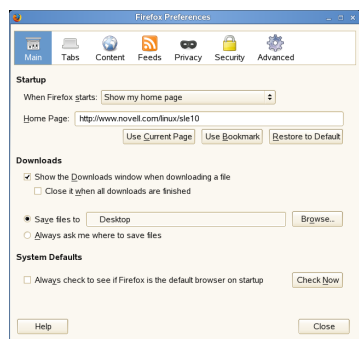 Firefox Preferences
Main Tabs Content Feeds Privacy Security Advanced
Startup
When Firefox starts: Show my home page
Home Page: http://www.novell.com/linux/sle10
Use Current Page Use Bookmark Restore to Default
Downloads
Show the Downloads window when downloading a file
Close it when all downloads are finished
Save files to Desktop Browse...
Always ask me where to save files
System Defaults
Always check to see if Firefox is the default browser on startup Check Now
Help Close